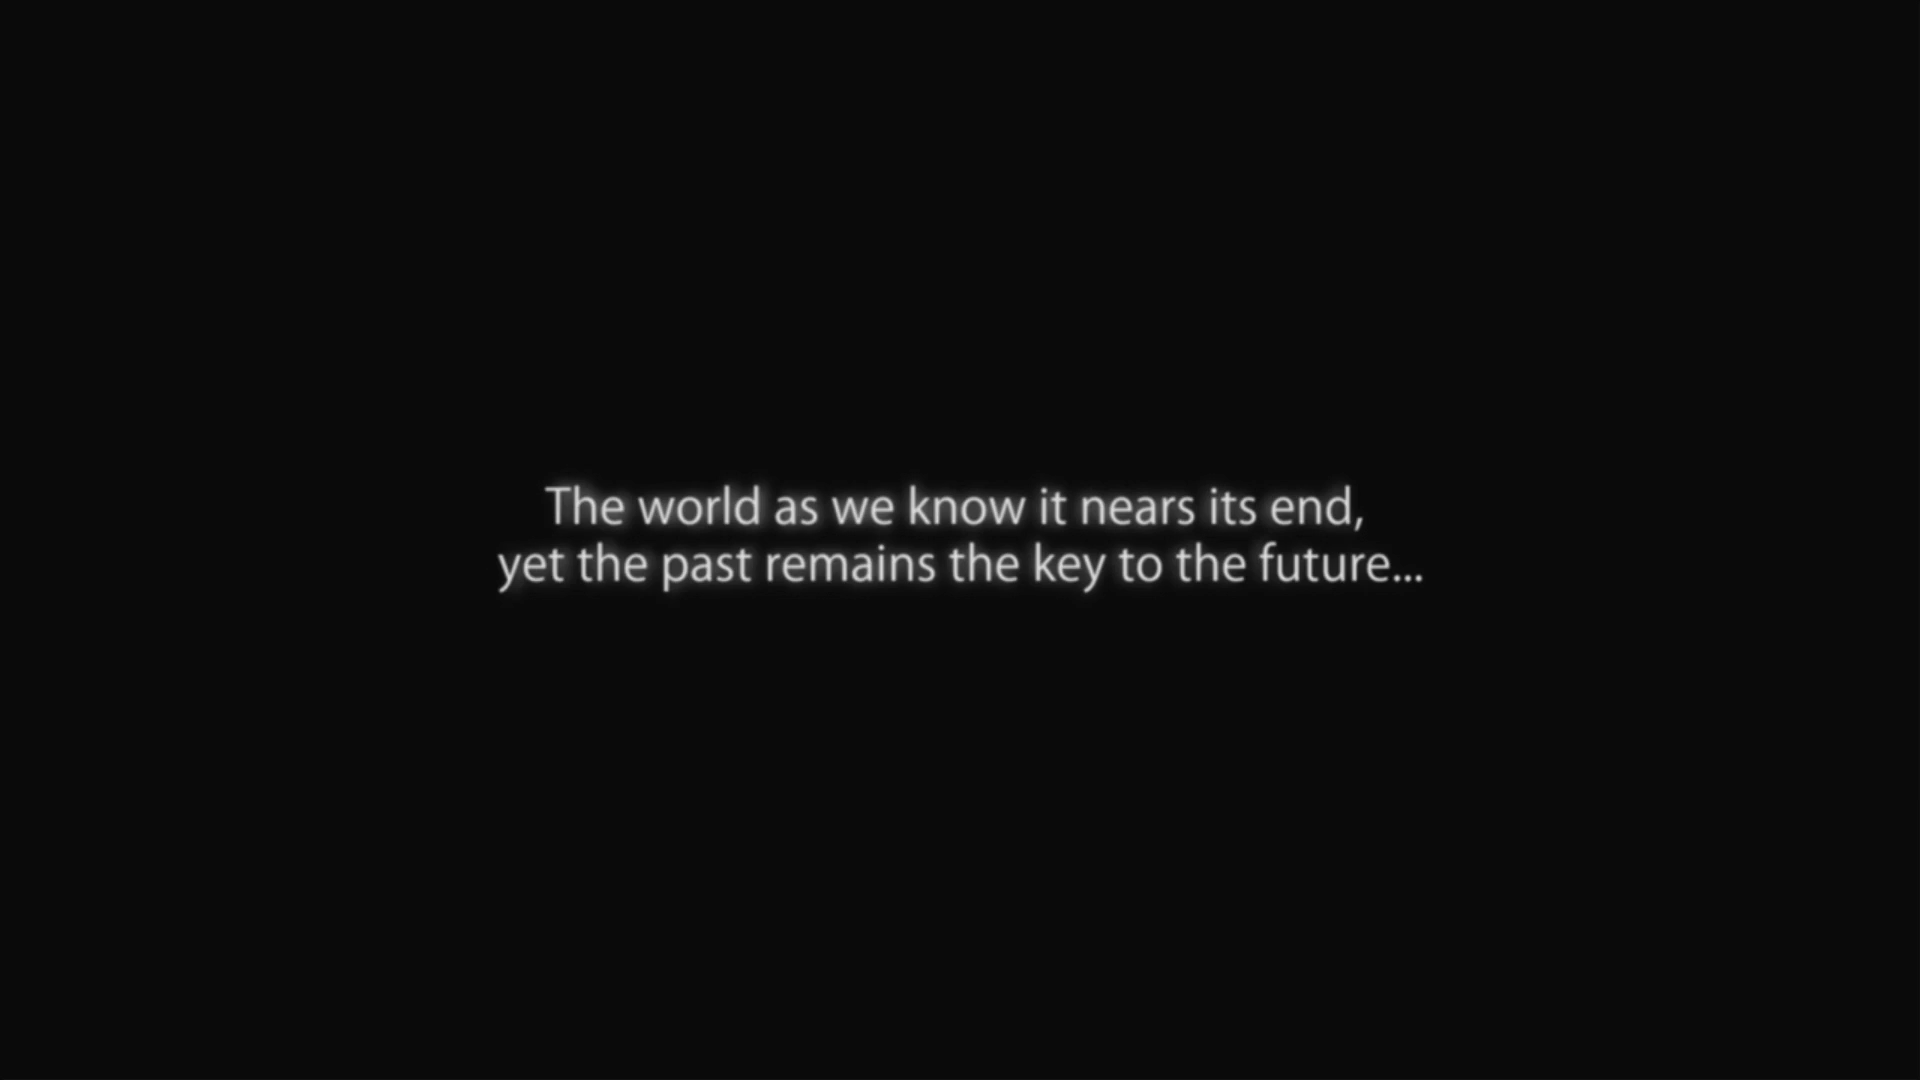 The world as we know it nears its end,
yet the past remains the key to the future...